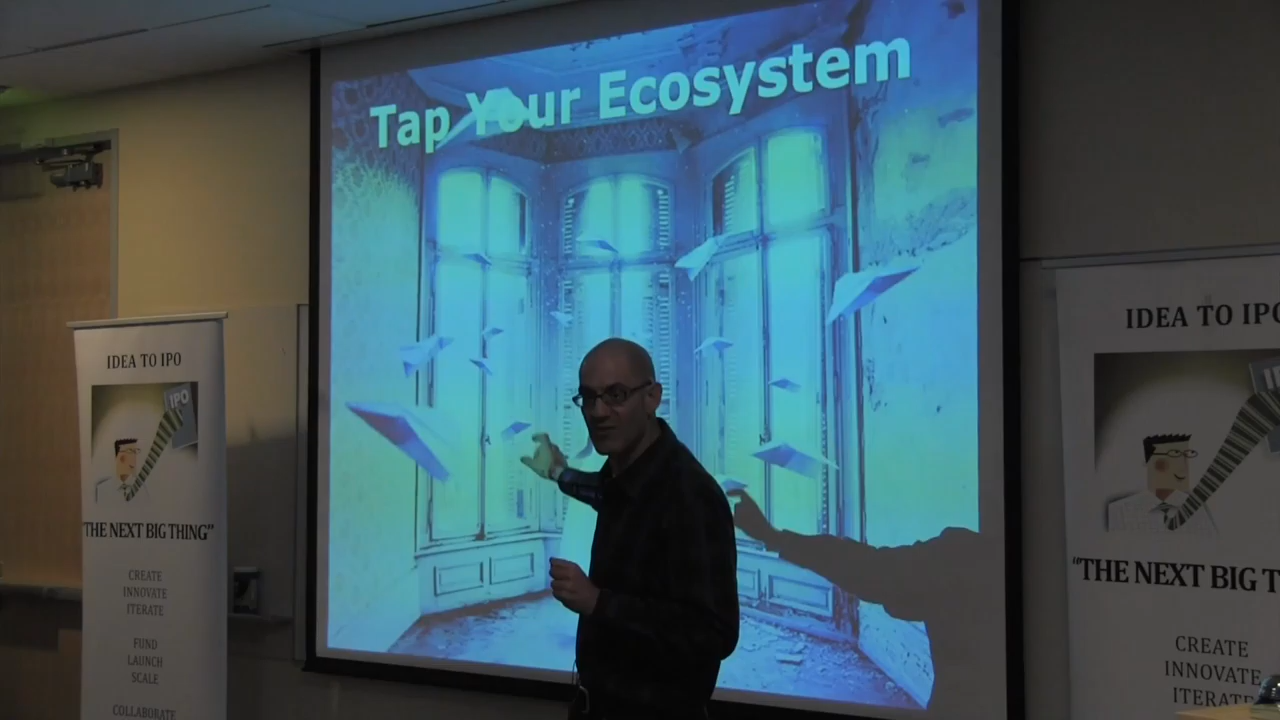 Tap Your Ecosystem
IDEA TO IPO
IPO
"THE NEXT BIG THING"
CREATE
INNOVATE
ITERATE
FUND
LAUNCH
SCALE
COLLABORATE
IDEA TO IPO
"THE NEXT BIG T
CREATE
INNOVATE
ITERATE